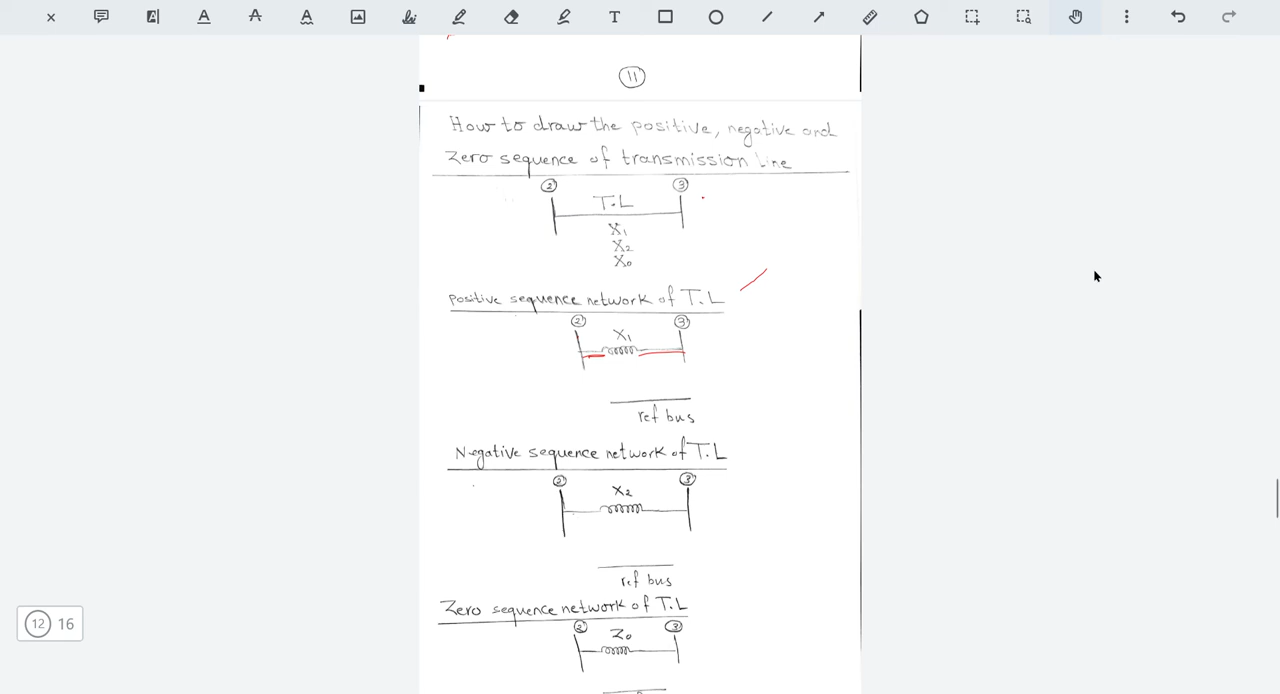 T
11
How to draw the positive, negative and
Zero sequence of transmission line
2 3
T.L
X1
X2
X0
positive sequence network of T.L
2 3
X1
ref bus
Negative sequence network of T.L
2 3
X2
ref bus
Zero sequence network of T.L
2 3
Z0
12 16